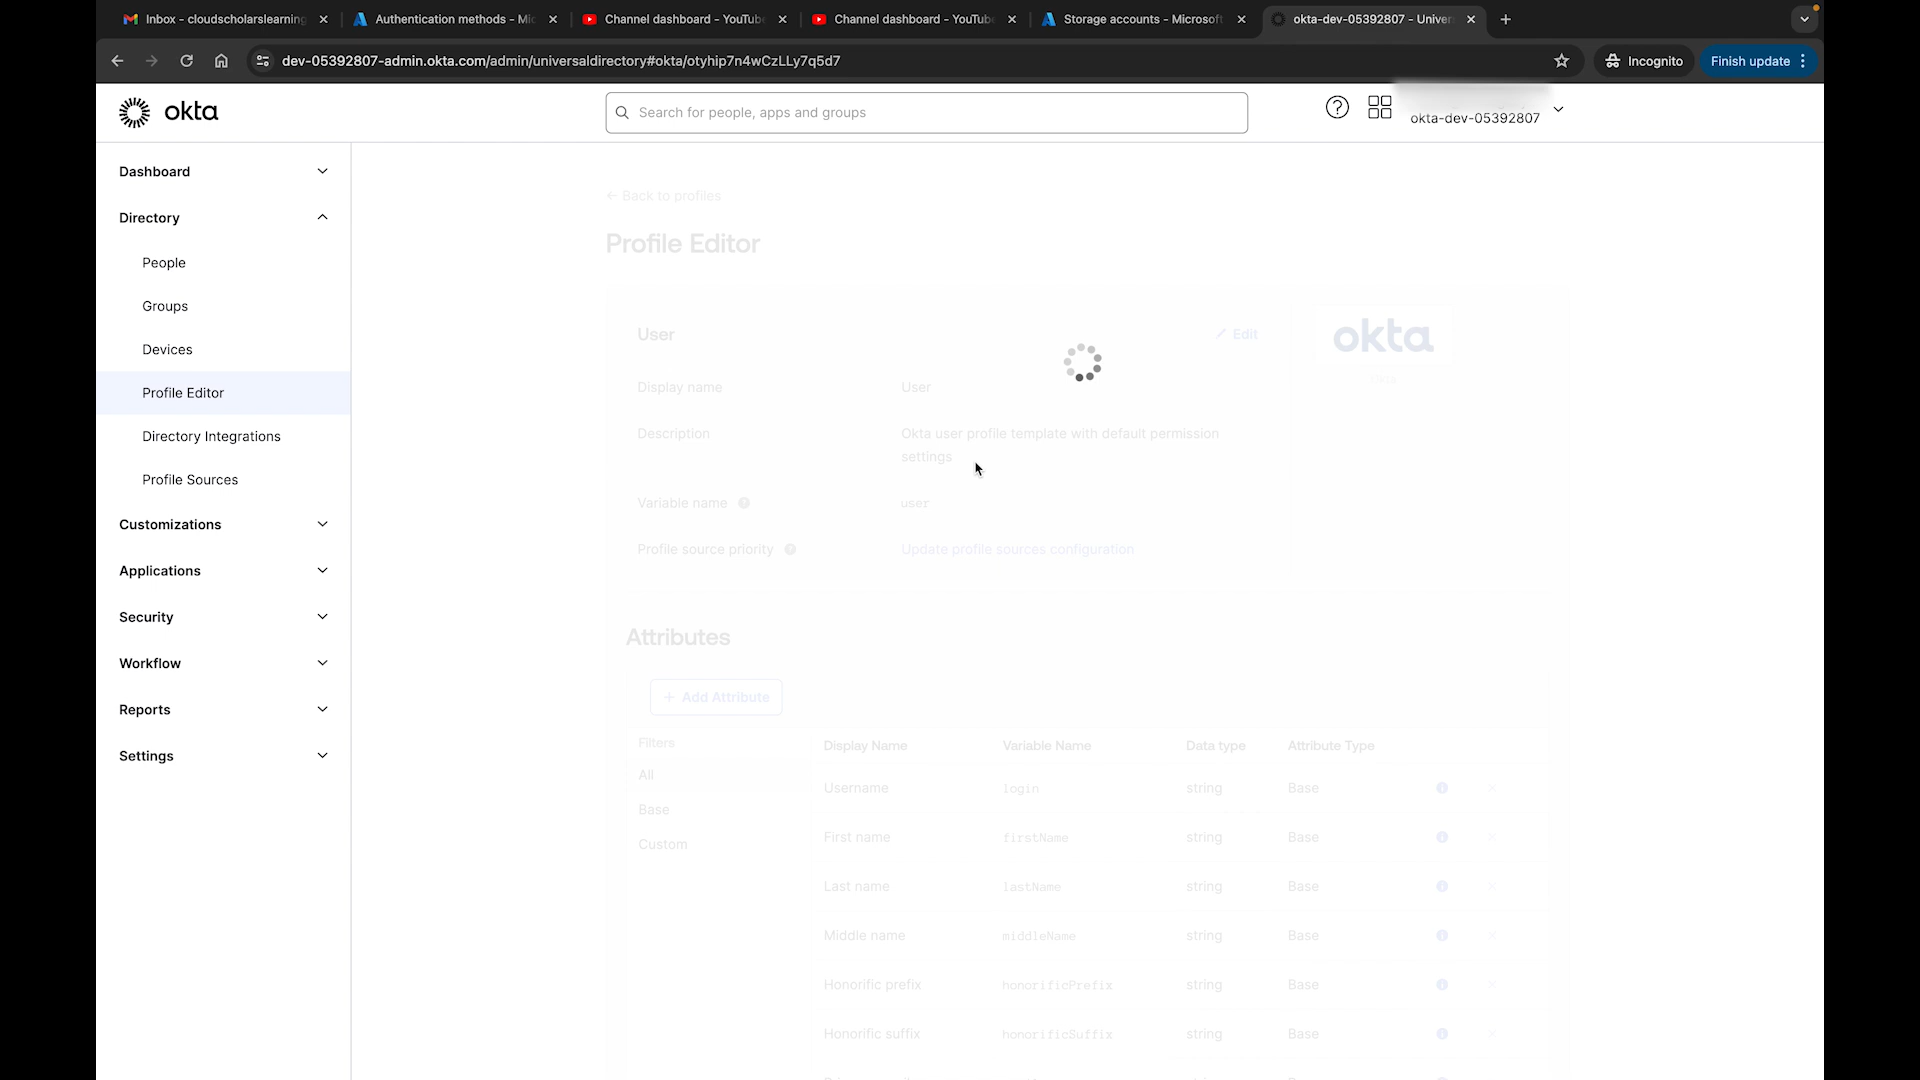 Inbox - cloudscholarslearning
Authentication methods - Mic
Channel dashboard - YouTube
Channel dashboard - YouTube
Storage accounts - Microsoft
okta-dev-05392807 - Univer
dev-05392807-admin.okta.com/admin/universaldirectory#okta/otyhip7n4wCzLLy7q5d7
Incognito
Finish update
okta
Search for people, apps and groups
okta-dev-05392807
Dashboard
Directory
People
Groups
Devices
Profile Editor
Directory Integrations
Profile Sources
Customizations
Applications
Security
Workflow
Reports
Settings
← Back to profiles
Profile Editor
User
Edit
okta
Display name
User
Description
Okta user profile template with default permission
settings
Variable name
user
Profile source priority
Update profile sources configuration
Attributes
+ Add Attribute
Filters
All
Base
Custom
Display Name Variable Name Data type Attribute Type
Username login string Base
First name firstName string Base
Last name lastName string Base
Middle name middleName string Base
Honorific prefix honorificPrefix string Base
Honorific suffix honorificSuffix string Base